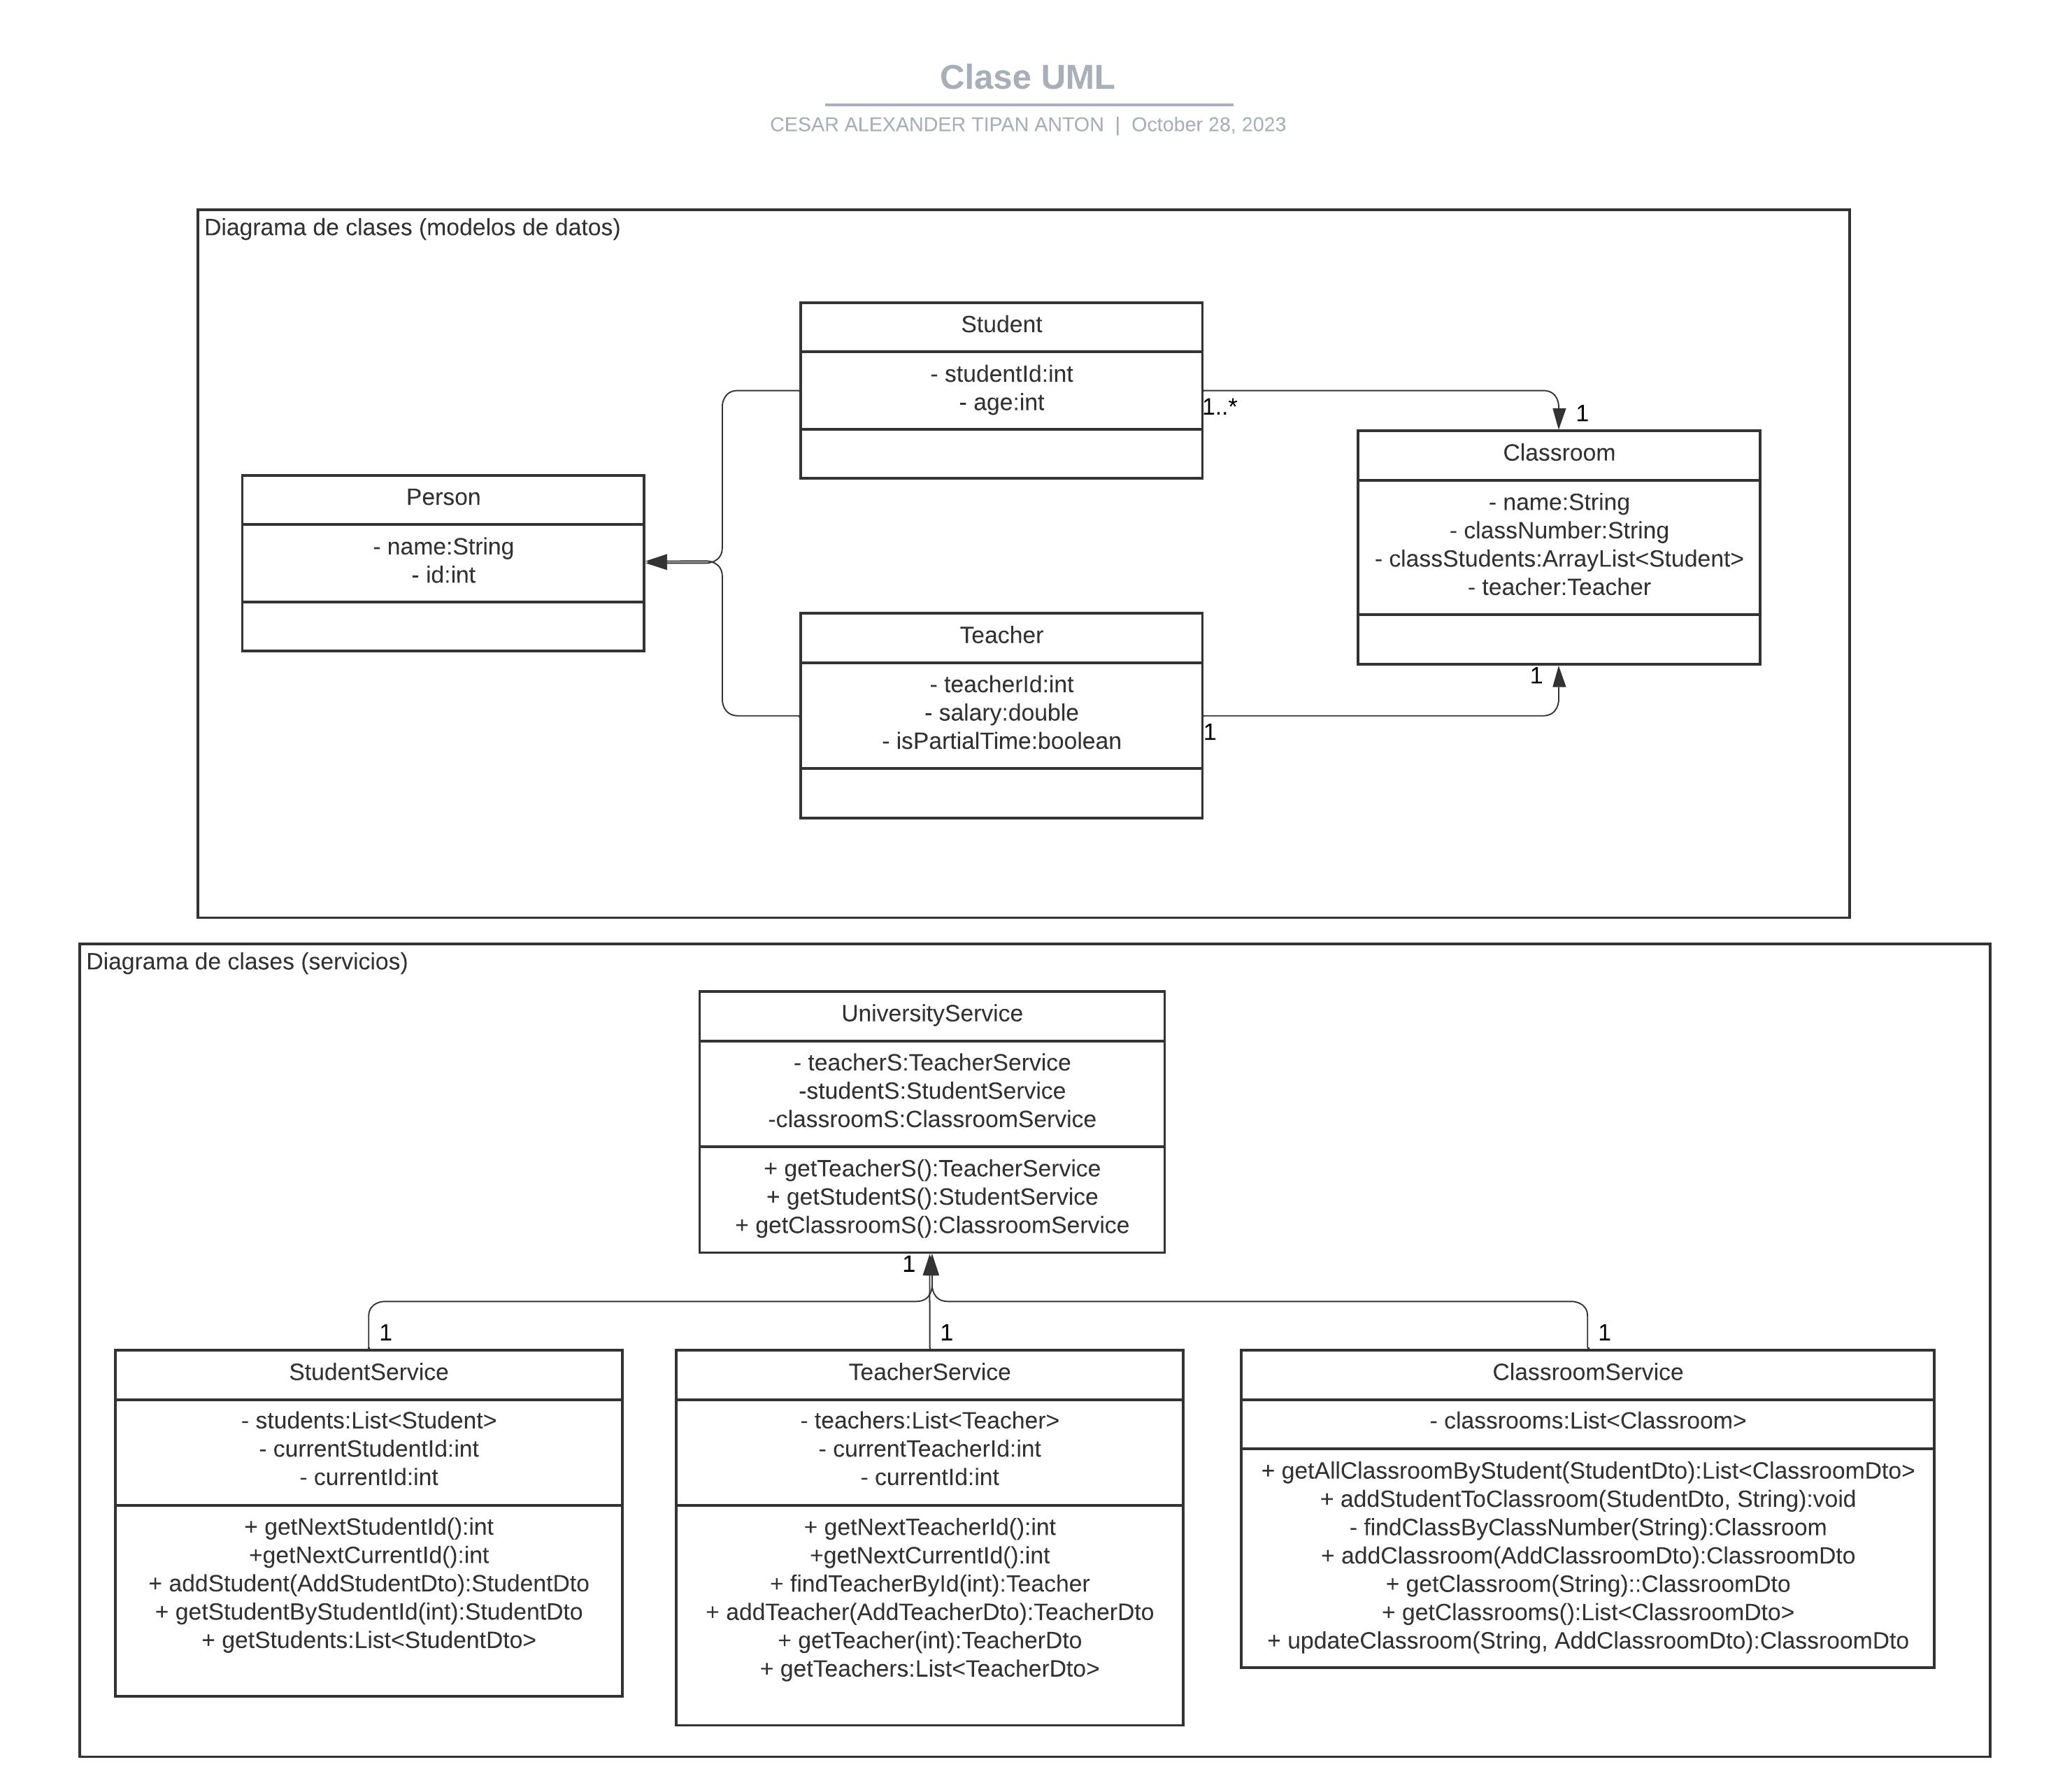 Clase UML
CESAR ALEXANDER TIPAN ANTON | October 28, 2023
Diagrama de clases (modelos de datos)
Student
- studentId:int
- age:int
1..*
1
Classroom
- name:String
- classNumber:String
- classStudents:ArrayList<Student>
- teacher:Teacher
Person
- name:String
- id:int
Teacher
- teacherId:int
- salary:double
- isPartialTime:boolean
1
1
Diagrama de clases (servicios)
UniversityService
- teacherS:TeacherService
-studentS:StudentService
-classroomS:ClassroomService
+ getTeacherS():TeacherService
+ getStudentS():StudentService
+ getClassroomS():ClassroomService
1
1
1
1
StudentService
- students:List<Student>
- currentStudentId:int
- currentId:int
+ getNextStudentId():int
+getNextCurrentId():int
+ addStudent(AddStudentDto):StudentDto
+ getStudentByStudentId(int):StudentDto
+ getStudents:List<StudentDto>
TeacherService
- teachers:List<Teacher>
- currentTeacherId:int
- currentId:int
+ getNextTeacherId():int
+getNextCurrentId():int
+ findTeacherById(int):Teacher
+ addTeacher(AddTeacherDto):TeacherDto
+ getTeacher(int):TeacherDto
+ getTeachers:List<TeacherDto>
ClassroomService
- classrooms:List<Classroom>
+ getAllClassroomByStudent(StudentDto):List<ClassroomDto>
+ addStudentToClassroom(StudentDto, String):void
- findClassByClassNumber(String):Classroom
+ addClassroom(AddClassroomDto):ClassroomDto
+ getClassroom(String)::ClassroomDto
+ getClassrooms():List<ClassroomDto>
+ updateClassroom(String, AddClassroomDto):ClassroomDto